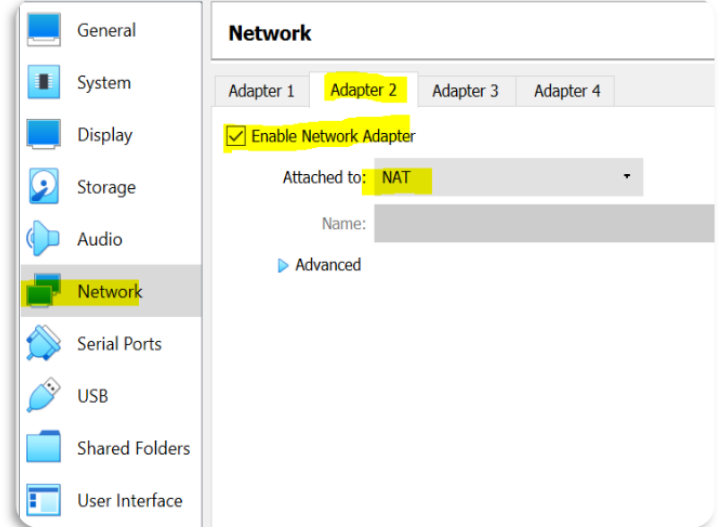 General
System
Display
Storage
Audio
Network
Serial Ports
USB
Shared Folders
User Interface
Network
Adapter 1 Adapter 2 Adapter 3 Adapter 4
Enable Network Adapter
Attached to: NAT
Name:
Advanced